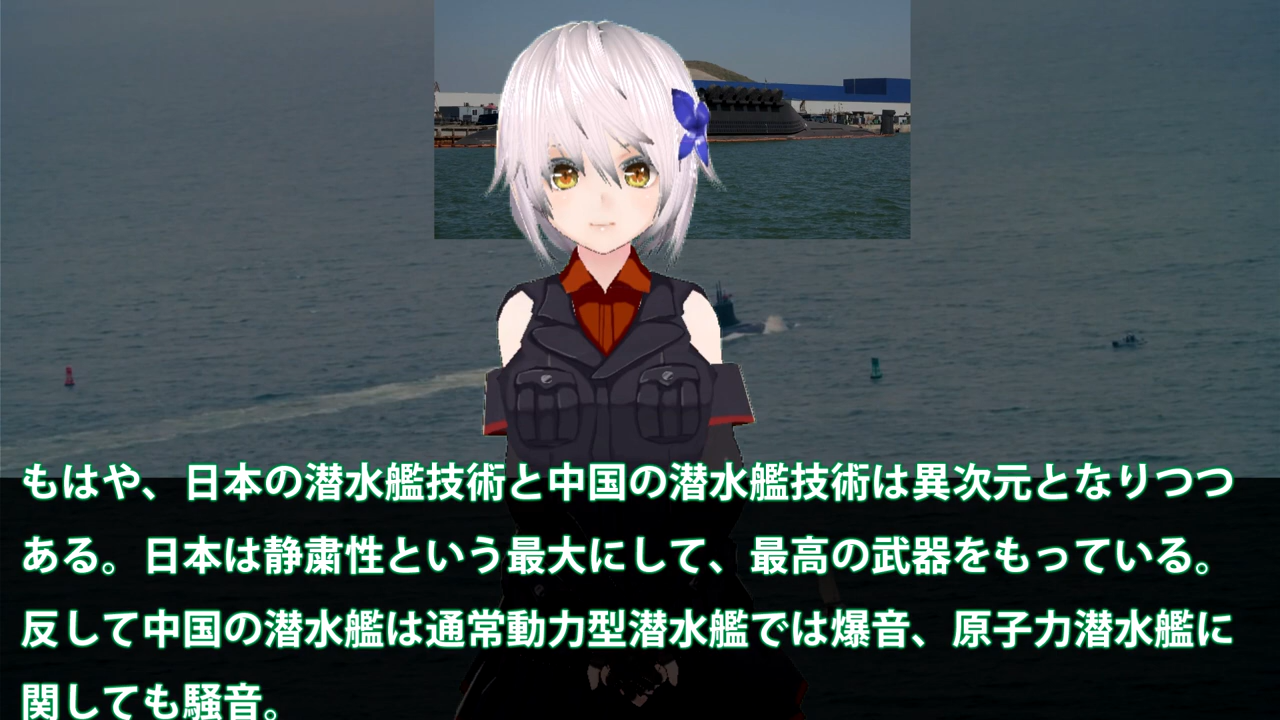 もはや、日本の潜水艦技術と中国の潜水艦技術は異次元となりつつ
ある。日本は静粛性という最大にして、最高の武器をもっている。
反して中国の潜水艦は通常動力型潜水艦では爆音、原子力潜水艦に
関しても騒音。